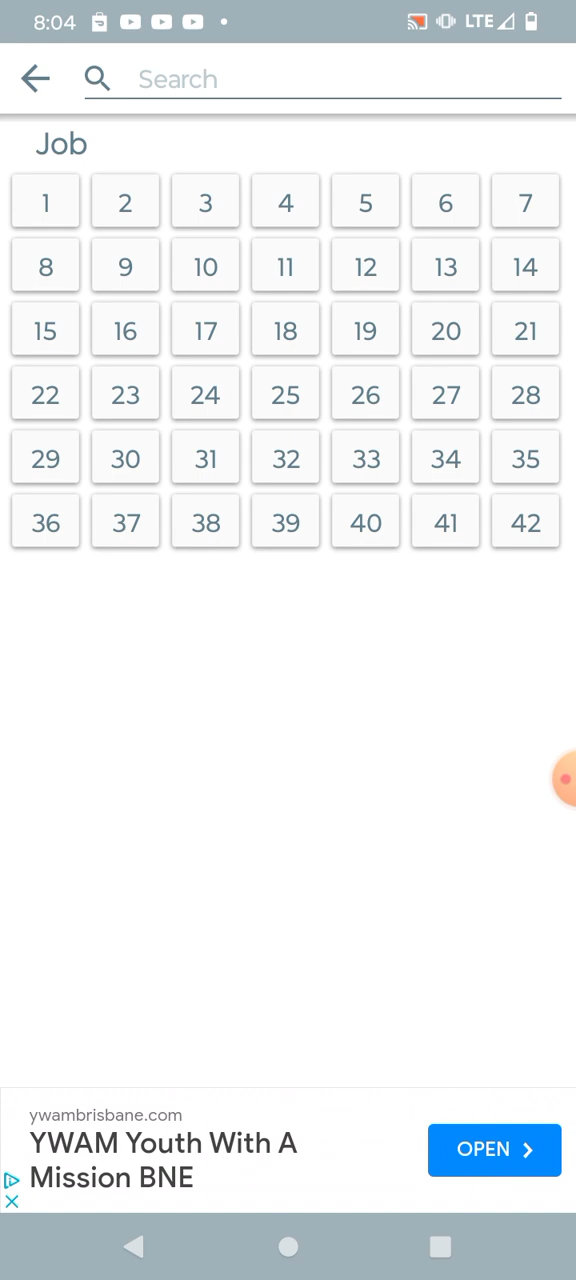 8:04 LTE
Search
Job
1 2 3 4 5 6 7
8 9 10 11 12 13 14
15 16 17 18 19 20 21
22 23 24 25 26 27 28
29 30 31 32 33 34 35
36 37 38 39 40 41 42
ywambrisbane.com
YWAM Youth With A
Mission BNE
OPEN